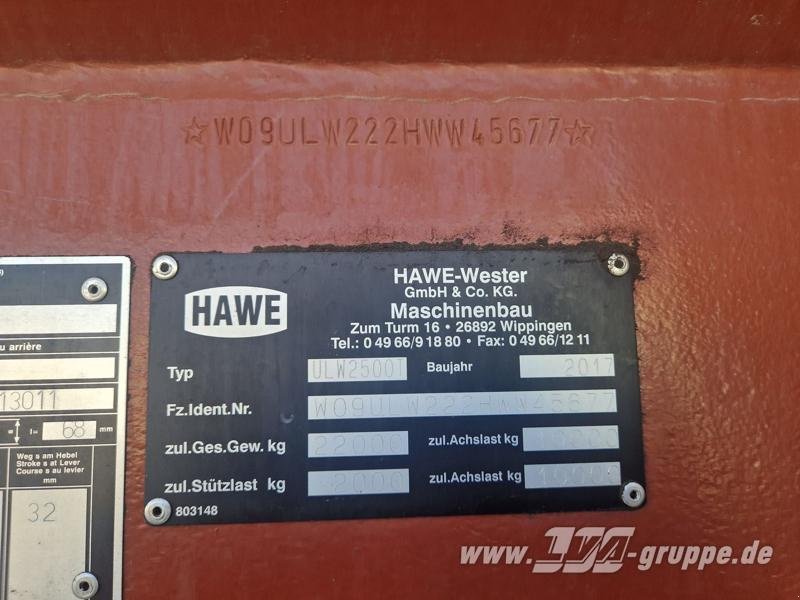 ☆W09ULW222HWW45677☆
HAWE
HAWE-Wester
GmbH & Co. KG.
Maschinenbau
Zum Turm 16 • 26892 Wippingen
Tel.: 0 49 66/9 18 80 • Fax: 0 49 66/12 11
Typ ULW2500T Baujahr 2017
Fz.Ident.Nr. W09ULW222HWW45677
zul.Ges.Gew. kg 22000 zul.Achslast kg
zul.Stützlast kg 2000 zul.Achslast kg
803148
u arrière
13011
= l= 68 mm
Weg s am Hebel
Stroke s at Lever
Course s au levier
mm
32
www.LVA-gruppe.de